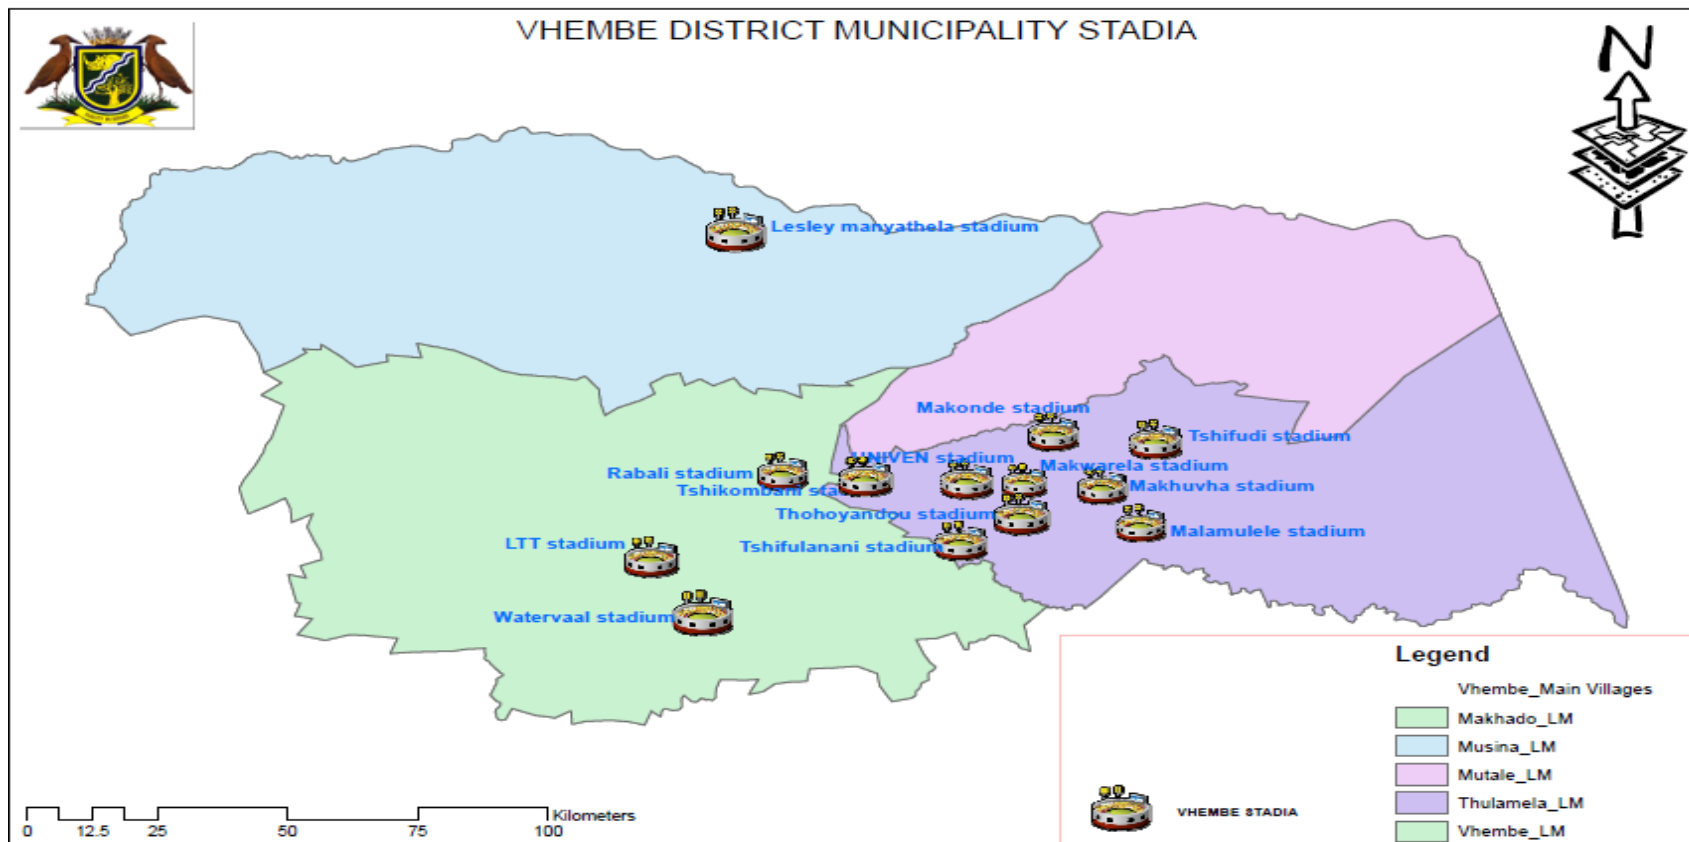 VHEMBE DISTRICT MUNICIPALITY STADIA
N
Lesley manyathela stadium
Makonde stadium
Tshifudi stadium
UNIVEN stadium
Makwarela stadium
Rabali stadium
Tshikombani sta
Makhuvha stadium
Thohoyandou stadium
Malamulele stadium
LTT stadium
Tshifulanani stadium
Watervaal stadium
Legend
Vhembe_Main Villages
Makhado_LM
Musina_LM
Mutale_LM
Thulamela_LM
Vhembe_LM
VHEMBE STADIA
Kilometers
0 12.5 25 50 75 100